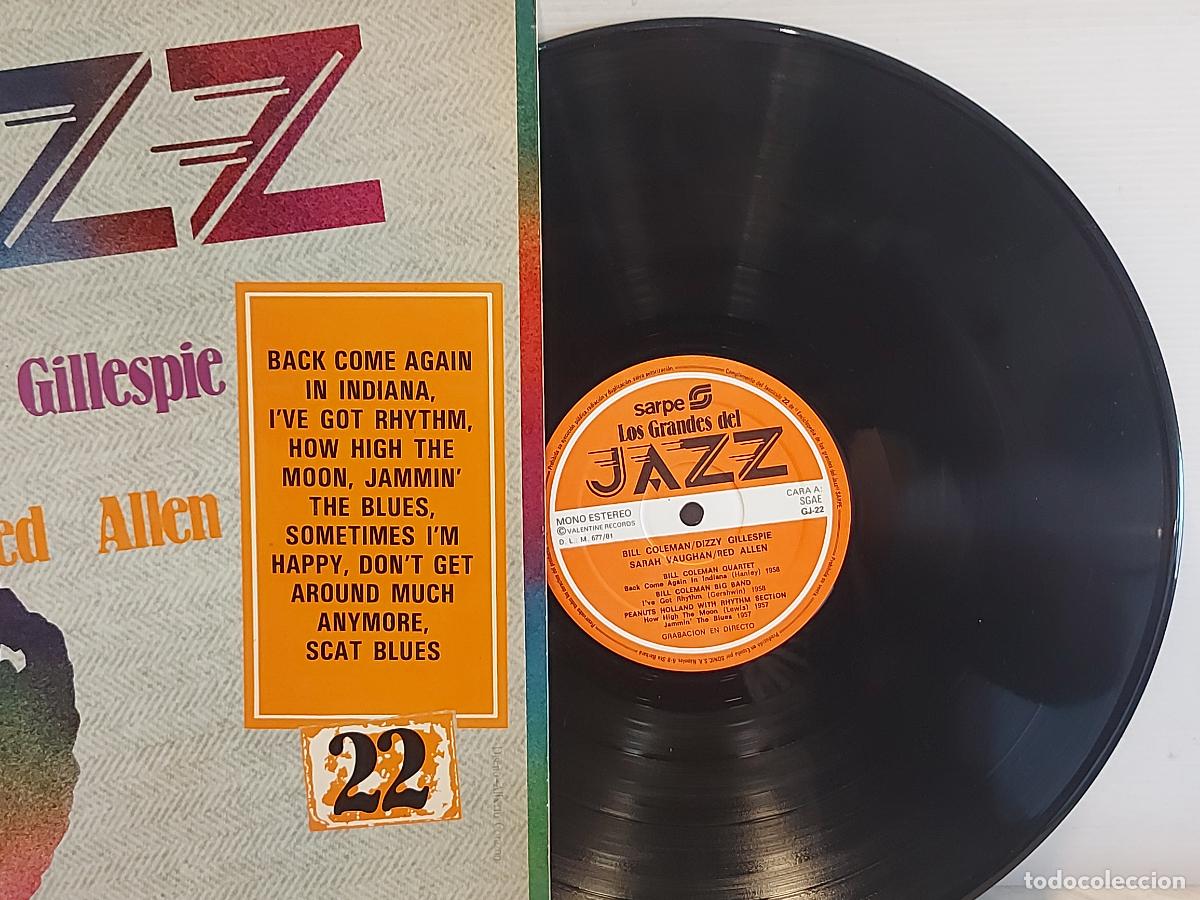 ZZ
Gillespie
ed Allen
BACK COME AGAIN
IN INDIANA,
I'VE GOT RHYTHM,
HOW HIGH THE
MOON, JAMMIN'
THE BLUES,
SOMETIMES I'M
HAPPY, DON'T GET
AROUND MUCH
ANYMORE,
SCAT BLUES
22
sarpe
Los Grandes del
JAZZ
MONO ESTEREO
© VALENTINE RECORDS
D. L.: M. 677/81
CARA A:
SGAE
GJ-22
BILL COLEMAN/DIZZY GILLESPIE
SARAH VAUGHAN/RED ALLEN
BILL COLEMAN QUARTET
Back Come Again In Indiana (Hanley) 1958
BILL COLEMAN BIG BAND
I've Got Rhythm (Gershwin) 1958
PEANUTS HOLLAND WITH RHYTHM SECTION
How High The Moon (Lewis) 1957
Jammin' The Blues 1957
GRABACION EN DIRECTO
todocoleccion